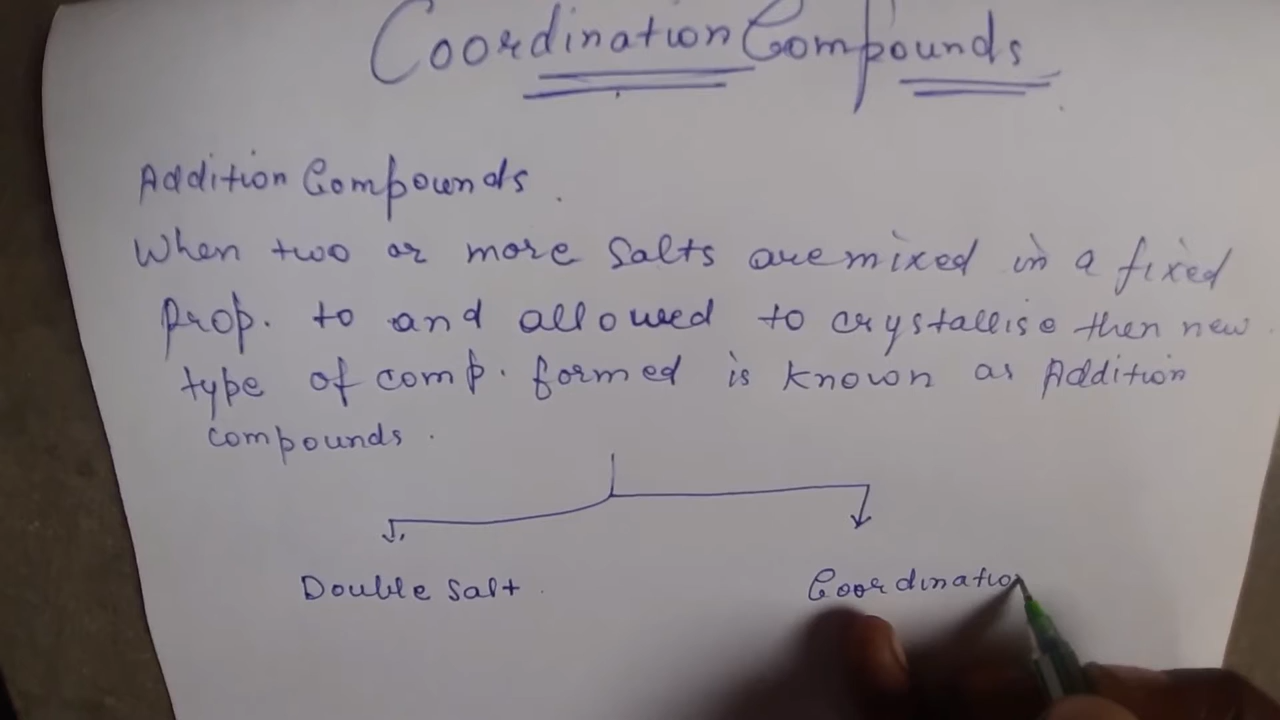 Coordination Compounds
Addition Compounds.
When two or more salts are mixed in a fixed
Prop. to and allowed to crystallise then new
type of comp. formed is known as Addition
compounds.
Double salt
Coordination